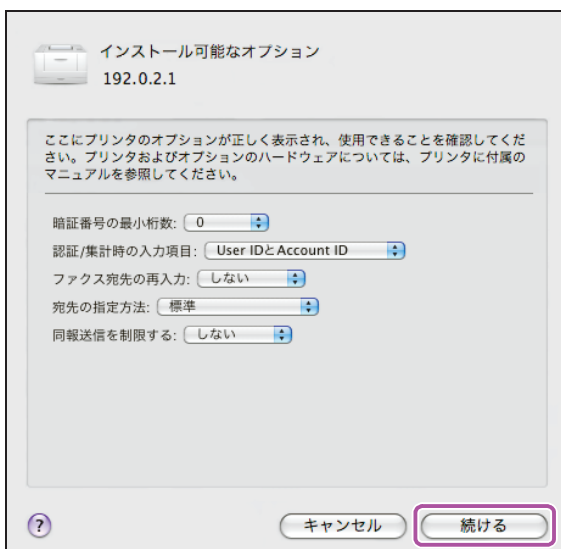 インストール可能なオプション
192.0.2.1
ここにプリンタのオプションが正しく表示され、使用できることを確認してくだ
さい。プリンタおよびオプションのハードウェアについては、プリンタに付属の
マニュアルを参照してください。
暗証番号の最小桁数: 0
認証/集計時の入力項目: User IDとAccount ID
ファクス宛先の再入力: しない
宛先の指定方法: 標準
同報送信を制限する: しない
? キャンセル 続ける